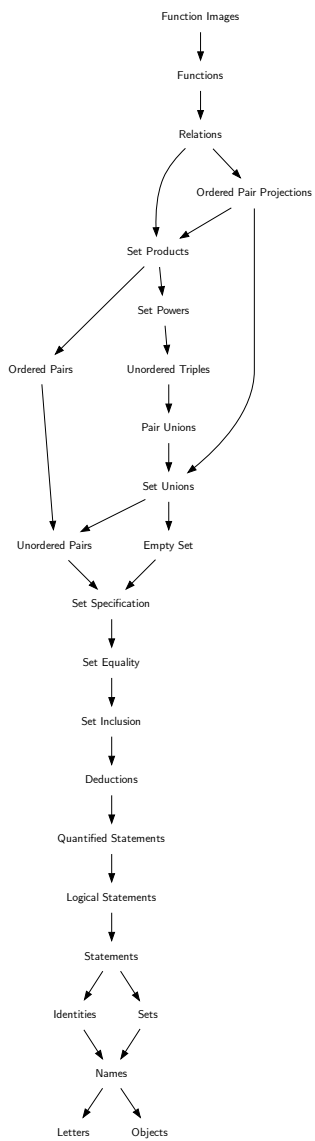 Function Images
Functions
Relations
Ordered Pair Projections
Set Products
Set Powers
Ordered Pairs
Unordered Triples
Pair Unions
Set Unions
Unordered Pairs
Empty Set
Set Specification
Set Equality
Set Inclusion
Deductions
Quantified Statements
Logical Statements
Statements
Identities
Sets
Names
Letters
Objects